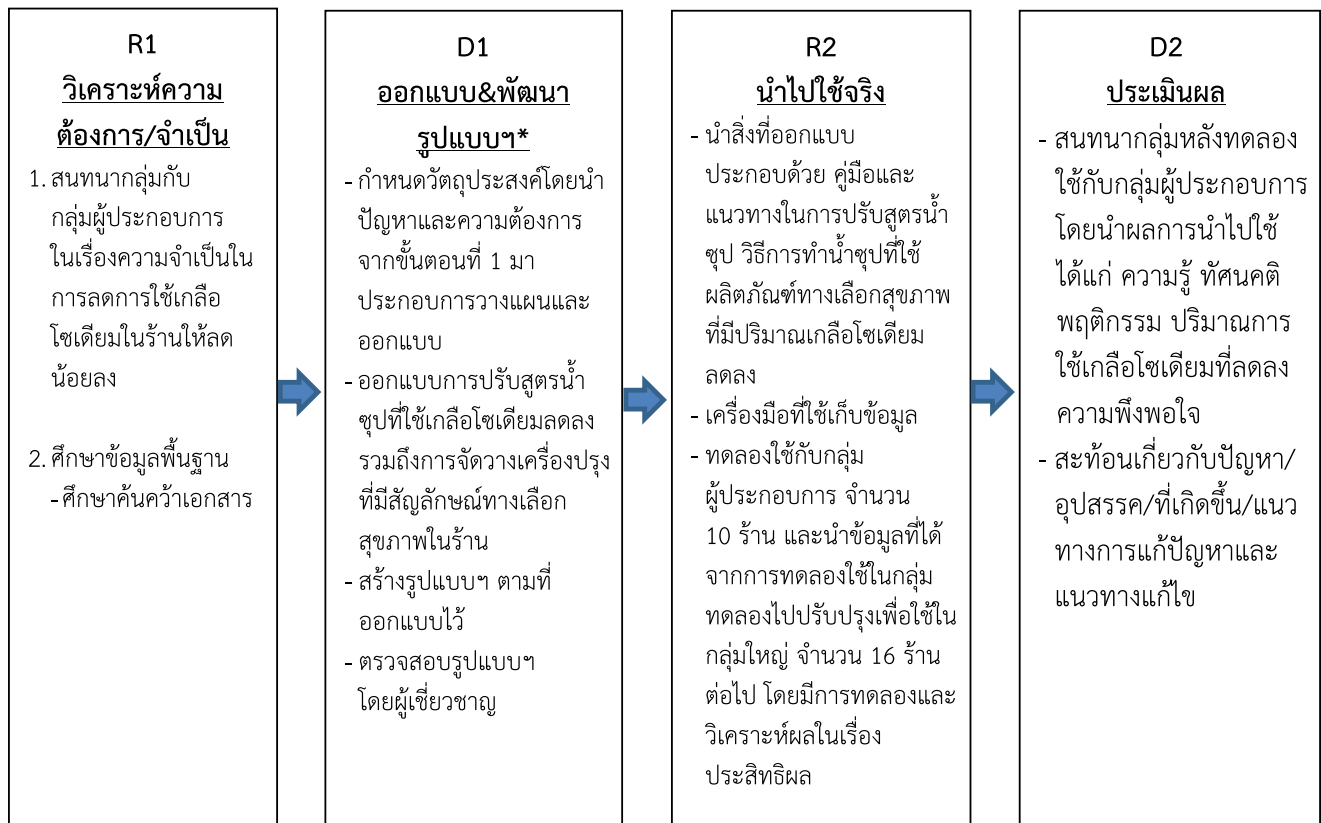 R1
วิเคราะห์ความ
ต้องการ/จำเป็น
1. สนทนากลุ่มกับ
กลุ่มผู้ประกอบการ
ในเรื่องความจำเป็นใน
การลดการใช้เกลือ
โซเดียมในร้านให้ลด
น้อยลง
2. ศึกษาข้อมูลพื้นฐาน
- ศึกษาค้นคว้าเอกสาร
D1
ออกแบบ&พัฒนา
รูปแบบฯ*
- กำหนดวัตถุประสงค์โดยนำ
ปัญหาและความต้องการ
จากขั้นตอนที่ 1 มา
ประกอบการวางแผนและ
ออกแบบ
- ออกแบบการปรับสูตรน้ำ
ซุปที่ใช้เกลือโซเดียมลดลง
รวมถึงการจัดวางเครื่องปรุง
ที่มีสัญลักษณ์ทางเลือก
สุขภาพในร้าน
- สร้างรูปแบบฯ ตามที่
ออกแบบไว้
- ตรวจสอบรูปแบบฯ
โดยผู้เชี่ยวชาญ
R2
นำไปใช้จริง
- นำสิ่งที่ออกแบบ
ประกอบด้วย คู่มือและ
แนวทางในการปรับสูตรน้ำ
ซุป วิธีการทำน้ำซุปที่ใช้
ผลิตภัณฑ์ทางเลือกสุขภาพ
ที่มีปริมาณเกลือโซเดียม
ลดลง
- เครื่องมือที่ใช้เก็บข้อมูล
- ทดลองใช้กับกลุ่ม
ผู้ประกอบการ จำนวน
10 ร้าน และนำข้อมูลที่ได้
จากการทดลองใช้ในกลุ่ม
ทดลองไปปรับปรุงเพื่อใช้ใน
กลุ่มใหญ่ จำนวน 16 ร้าน
ต่อไป โดยมีการทดลองและ
วิเคราะห์ผลในเรื่อง
ประสิทธิผล
D2
ประเมินผล
- สนทนากลุ่มหลังทดลอง
ใช้กับกลุ่มผู้ประกอบการ
โดยนำผลการนำไปใช้
ได้แก่ ความรู้ ทัศนคติ
พฤติกรรม ปริมาณการ
ใช้เกลือโซเดียมที่ลดลง
ความพึงพอใจ
- สะท้อนเกี่ยวกับปัญหา/
อุปสรรค/ที่เกิดขึ้น/แนว
ทางการแก้ปัญหาและ
แนวทางแก้ไข